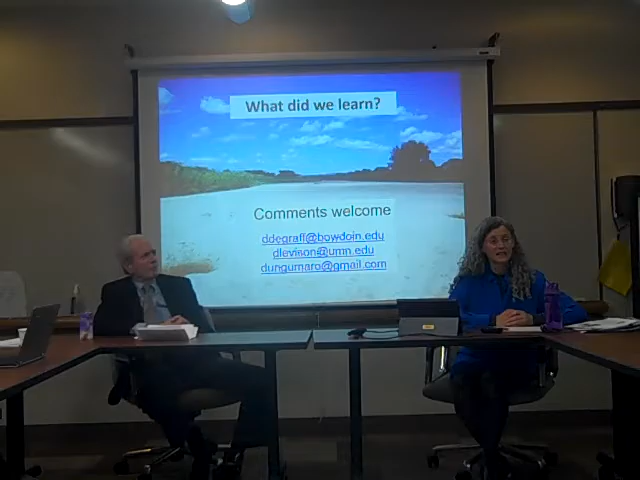 What did we learn?
Comments welcome
ddegraff@bowdoin.edu
dlevison@umn.edu
dungumaro@gmail.com